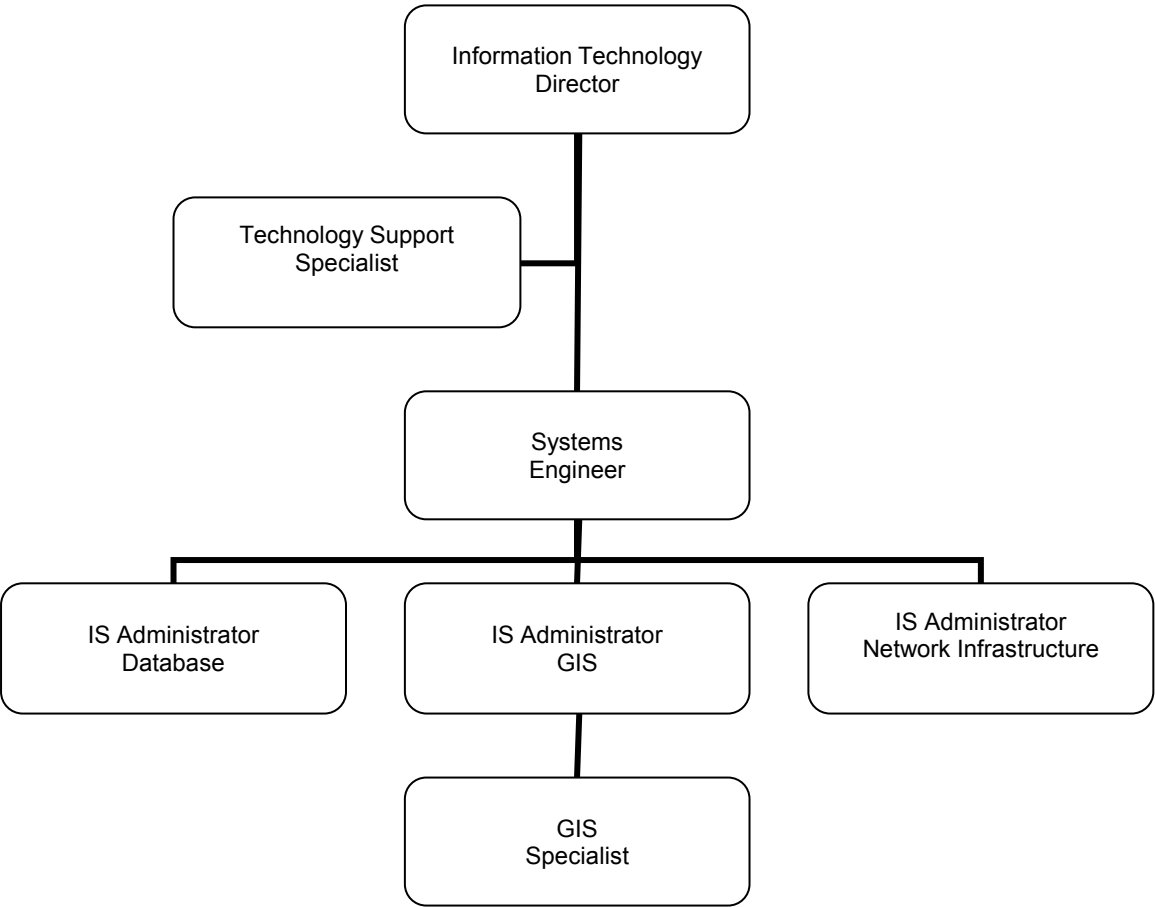 Information Technology
Director
Technology Support
Specialist
Systems
Engineer
IS Administrator
Database
IS Administrator
GIS
IS Administrator
Network Infrastructure
GIS
Specialist